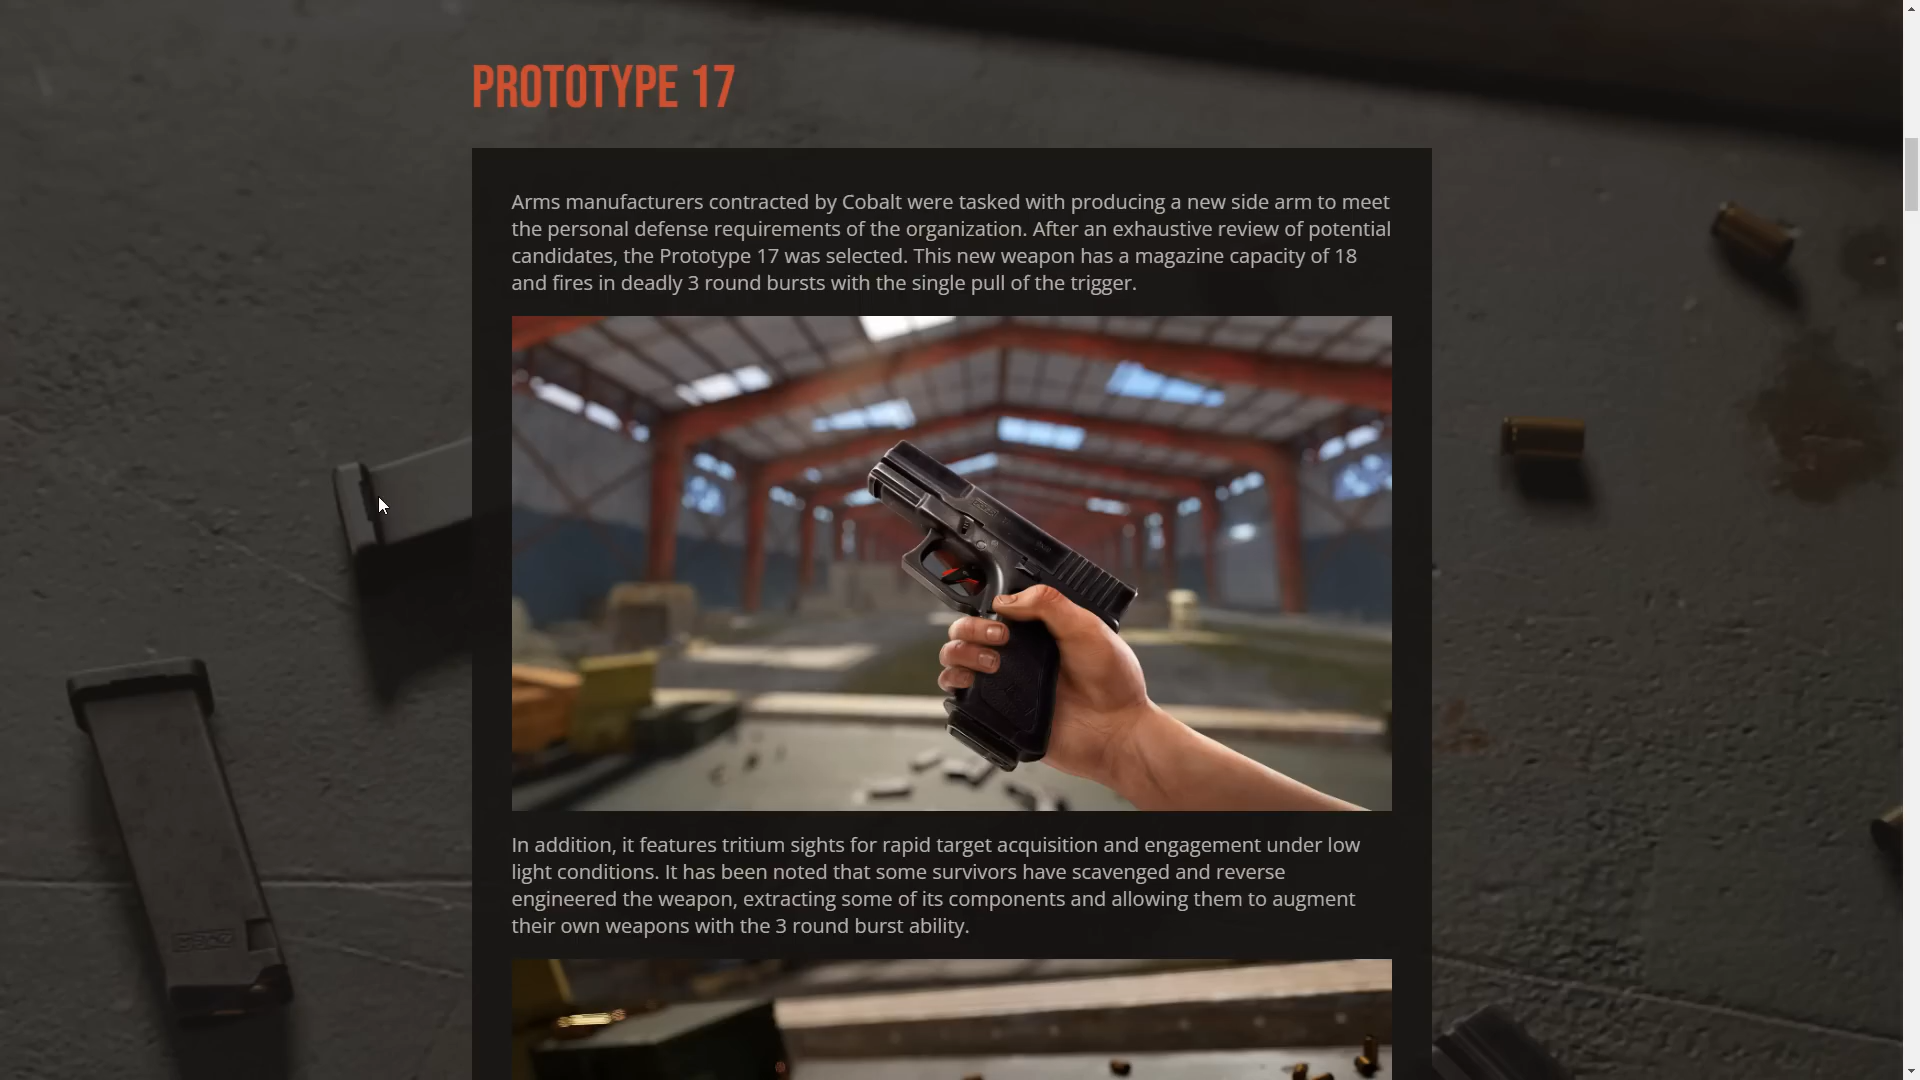 PROTOTYPE 17
Arms manufacturers contracted by Cobalt were tasked with producing a new side arm to meet
the personal defense requirements of the organization. After an exhaustive review of potential
candidates, the Prototype 17 was selected. This new weapon has a magazine capacity of 18
and fires in deadly 3 round bursts with the single pull of the trigger.
In addition, it features tritium sights for rapid target acquisition and engagement under low
light conditions. It has been noted that some survivors have scavenged and reverse
engineered the weapon, extracting some of its components and allowing them to augment
their own weapons with the 3 round burst ability.